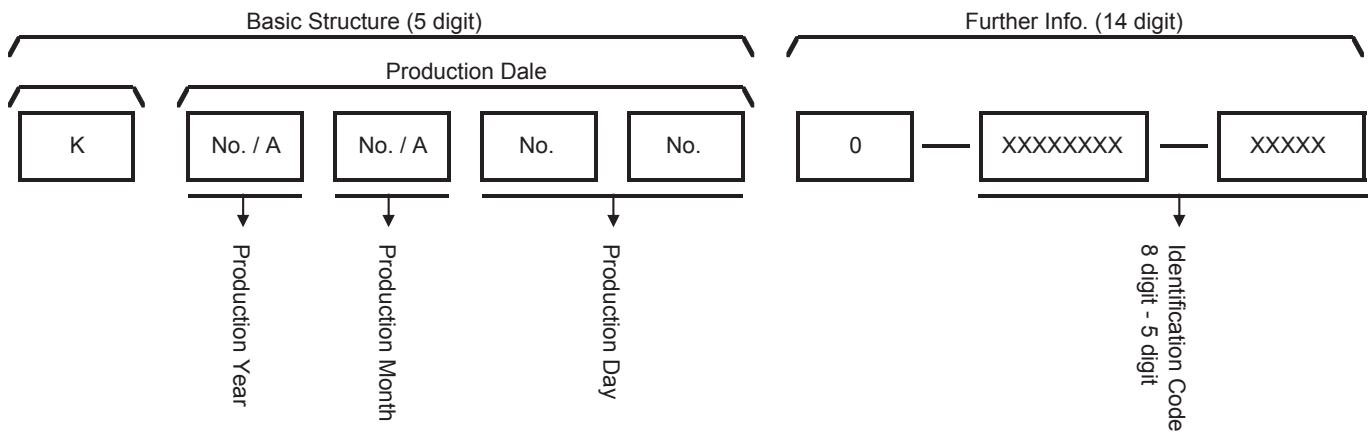 Basic Structure (5 digit)
Further Info. (14 digit)
Production Dale
K
No. / A
No. / A
No.
No.
0
XXXXXXXX
XXXXX
Production Year
Production Month
Production Day
Identification Code
8 digit - 5 digit